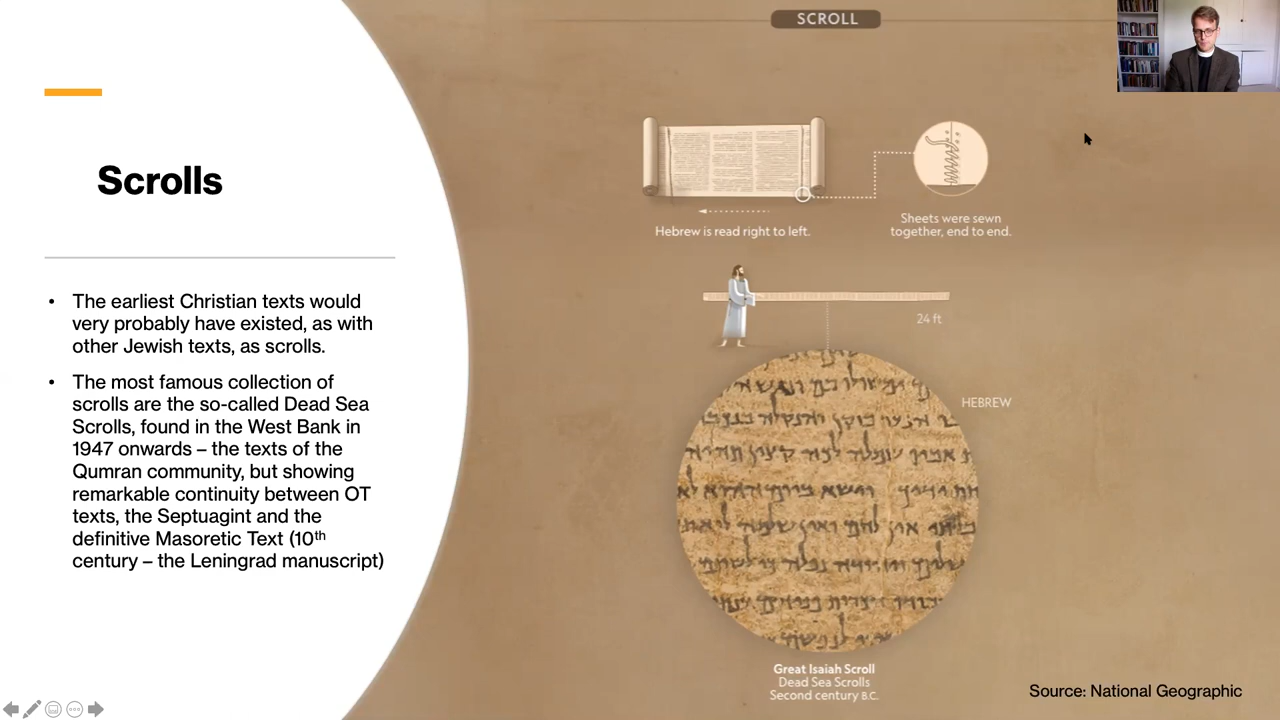 SCROLL
Scrolls
• The earliest Christian texts would
very probably have existed, as with
other Jewish texts, as scrolls.
• The most famous collection of
scrolls are the so-called Dead Sea
Scrolls, found in the West Bank in
1947 onwards – the texts of the
Qumran community, but showing
remarkable continuity between OT
texts, the Septuagint and the
definitive Masoretic Text (10th
century – the Leningrad manuscript)
Hebrew is read right to left.
Sheets were sewn
together, end to end.
24 ft
HEBREW
Great Isaiah Scroll
Dead Sea Scrolls
Second century B.C.
Source: National Geographic